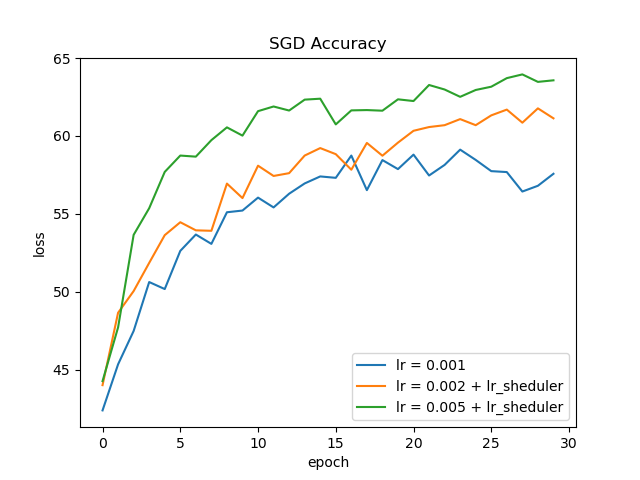 SGD Accuracy
65
60
55
50
45
loss
0 5 10 15 20 25 30
epoch
lr = 0.001
lr = 0.002 + lr_sheduler
lr = 0.005 + lr_sheduler